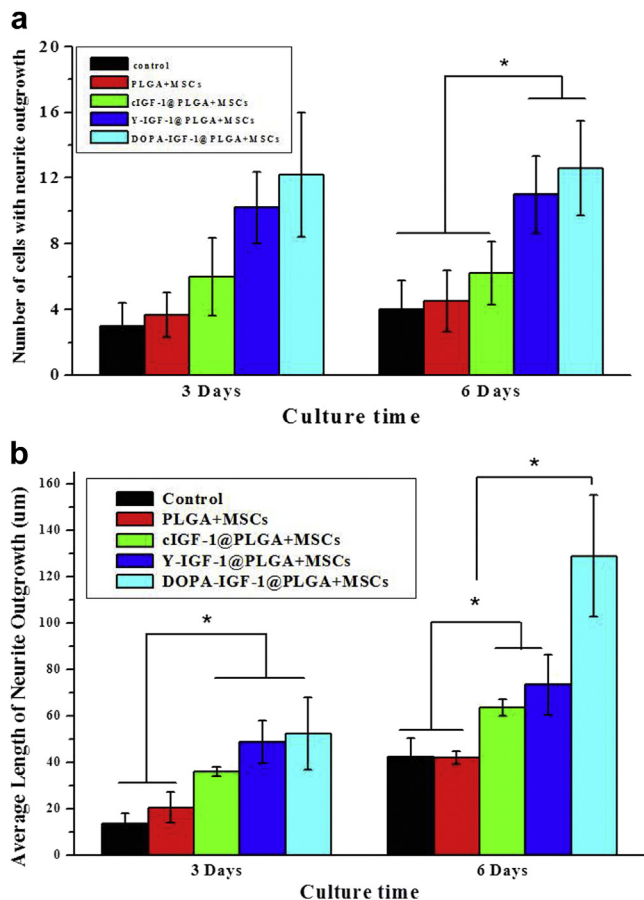 a
Number of cells with neurite outgrowth
20
16
12
8
4
0
control
PLGA+MSCs
cIGF-1@PLGA+MSCs
Y-IGF-1@PLGA+MSCs
DOPA-IGF-1@PLGA+MSCs
*
3 Days
6 Days
Culture time
b
Average Length of Neurite Outgrowth (um)
160
140
120
100
80
60
40
20
0
Control
PLGA+MSCs
cIGF-1@PLGA+MSCs
Y-IGF-1@PLGA+MSCs
DOPA-IGF-1@PLGA+MSCs
*
*
*
3 Days
6 Days
Culture time